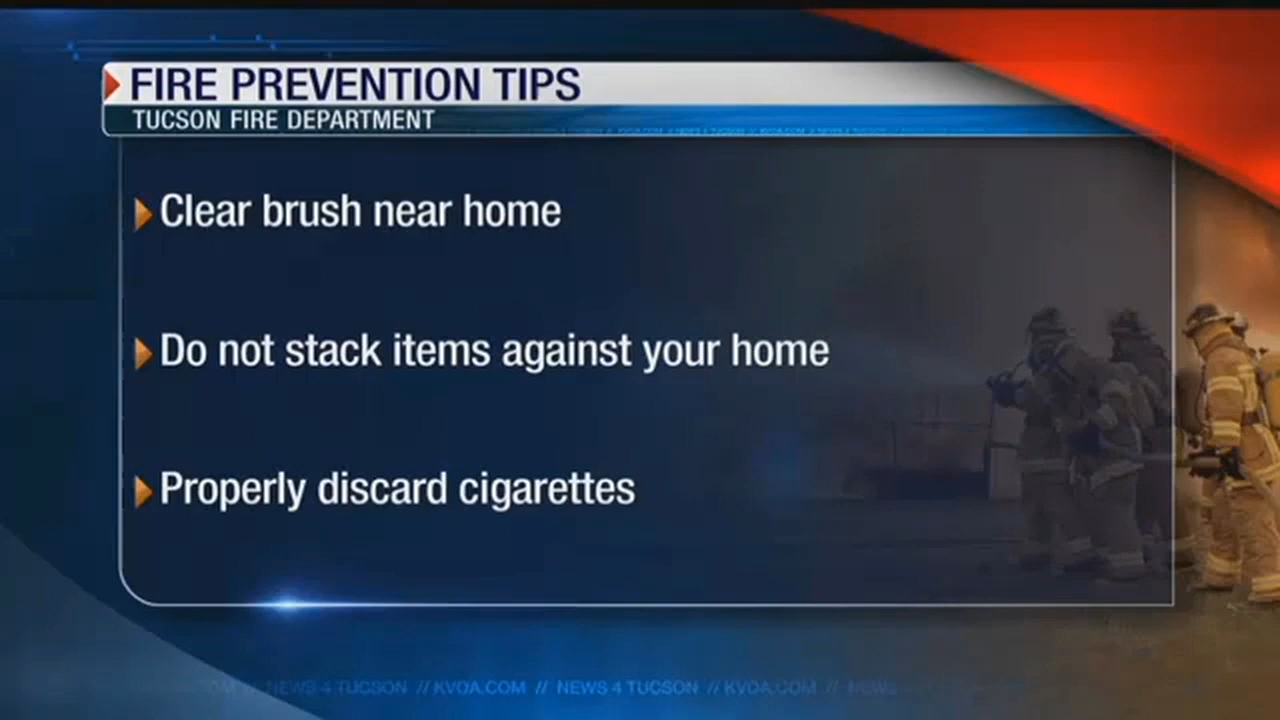 FIRE PREVENTION TIPS
TUCSON FIRE DEPARTMENT
Clear brush near home
Do not stack items against your home
Properly discard cigarettes
NEWS 4 TUCSON // KVOA.COM // NEWS 4 TUCSON // KVOA.COM // NEWS